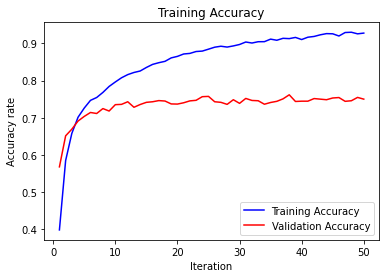 Training Accuracy
Accuracy rate
0.9
0.8
0.7
0.6
0.5
0.4
0 10 20 30 40 50
Iteration
Training Accuracy
Validation Accuracy